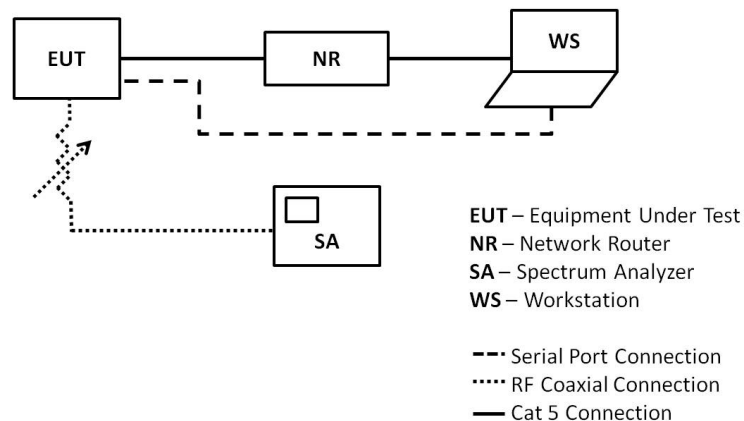 EUT
NR
WS
SA
EUT – Equipment Under Test
NR – Network Router
SA – Spectrum Analyzer
WS – Workstation
Serial Port Connection
RF Coaxial Connection
Cat 5 Connection